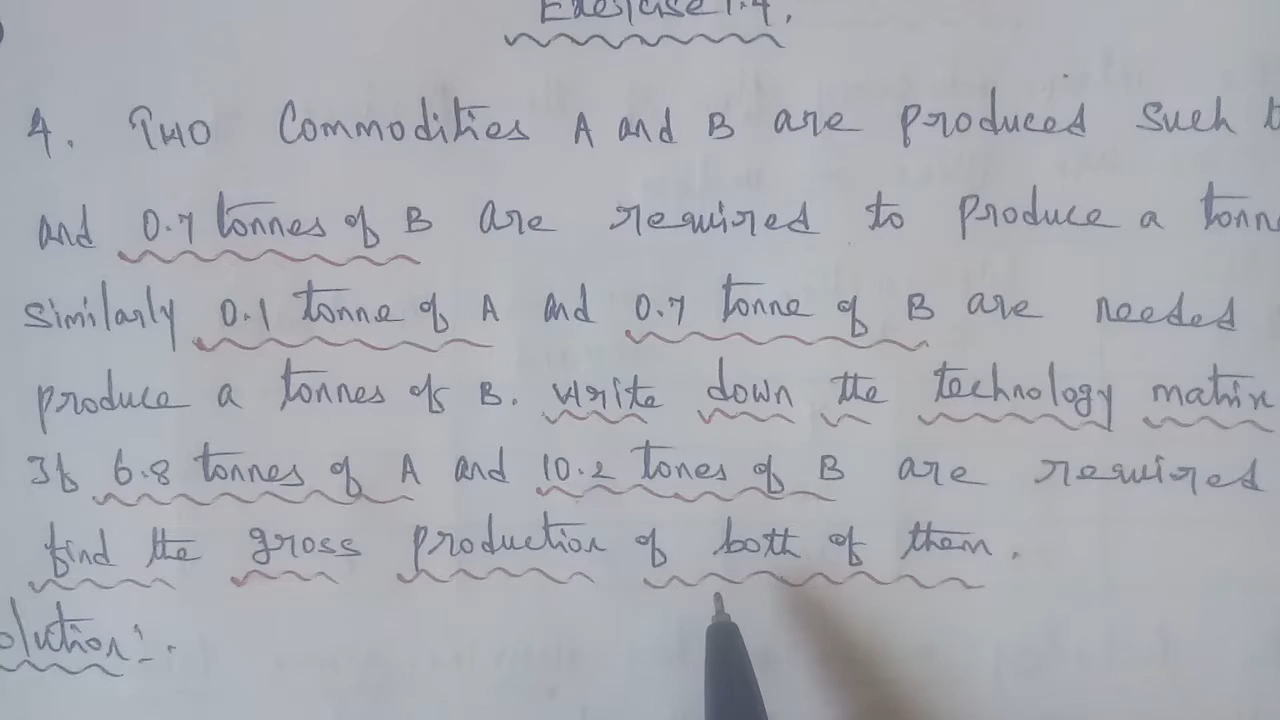 Exercise 1.4.
4. Two Commodities A and B are produced such
and 0.7 tonnes of B are required to produce a tonn
similarly 0.1 tonne of A and 0.7 tonne of B are needed
produce a tonnes of B. write down the technology matrix
If 6.8 tonnes of A and 10.2 tones of B are required
find the gross production of both of them.
olution:-